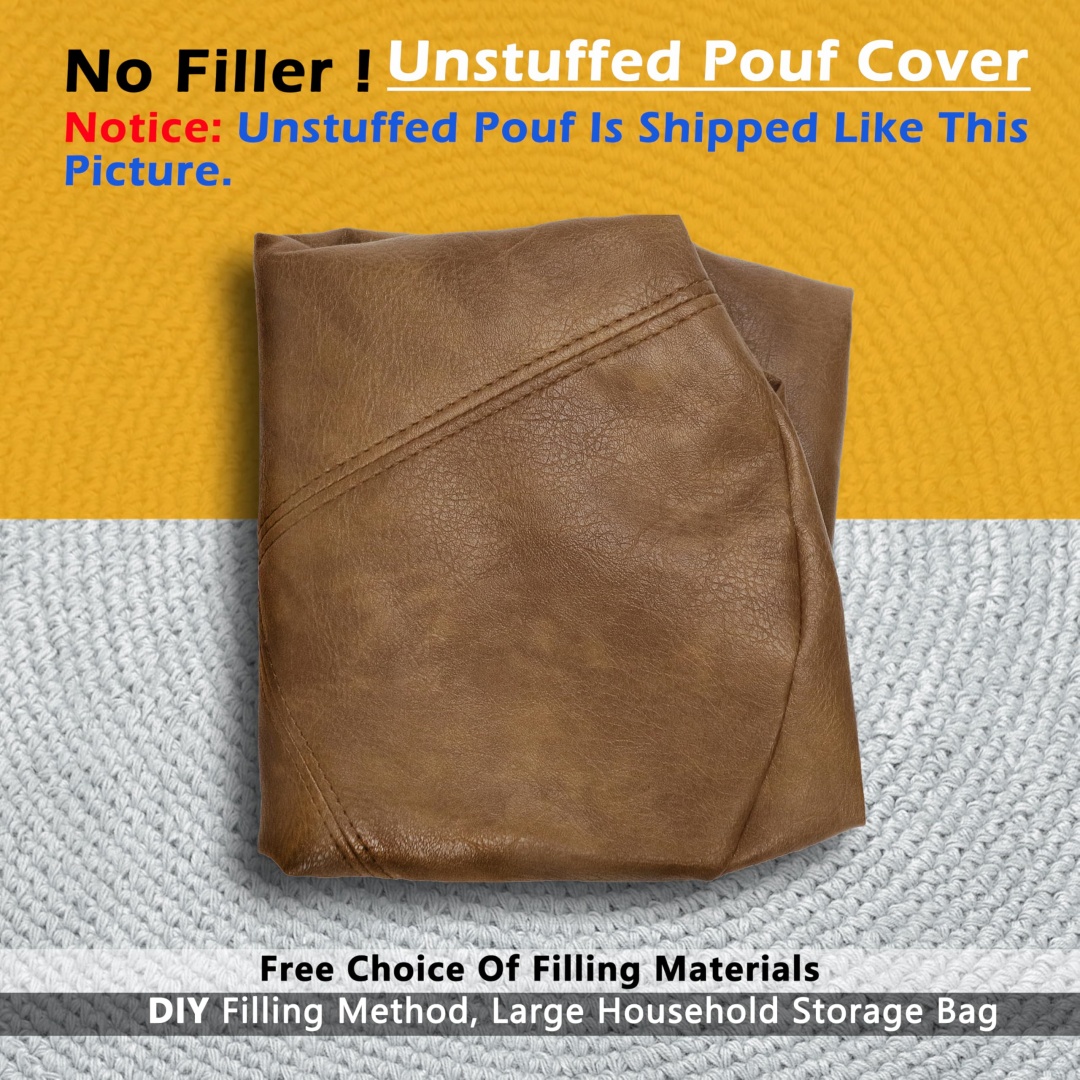 No Filler ! Unstuffed Pouf Cover
Notice: Unstuffed Pouf Is Shipped Like This
Picture.
Free Choice Of Filling Materials
DIY Filling Method, Large Household Storage Bag